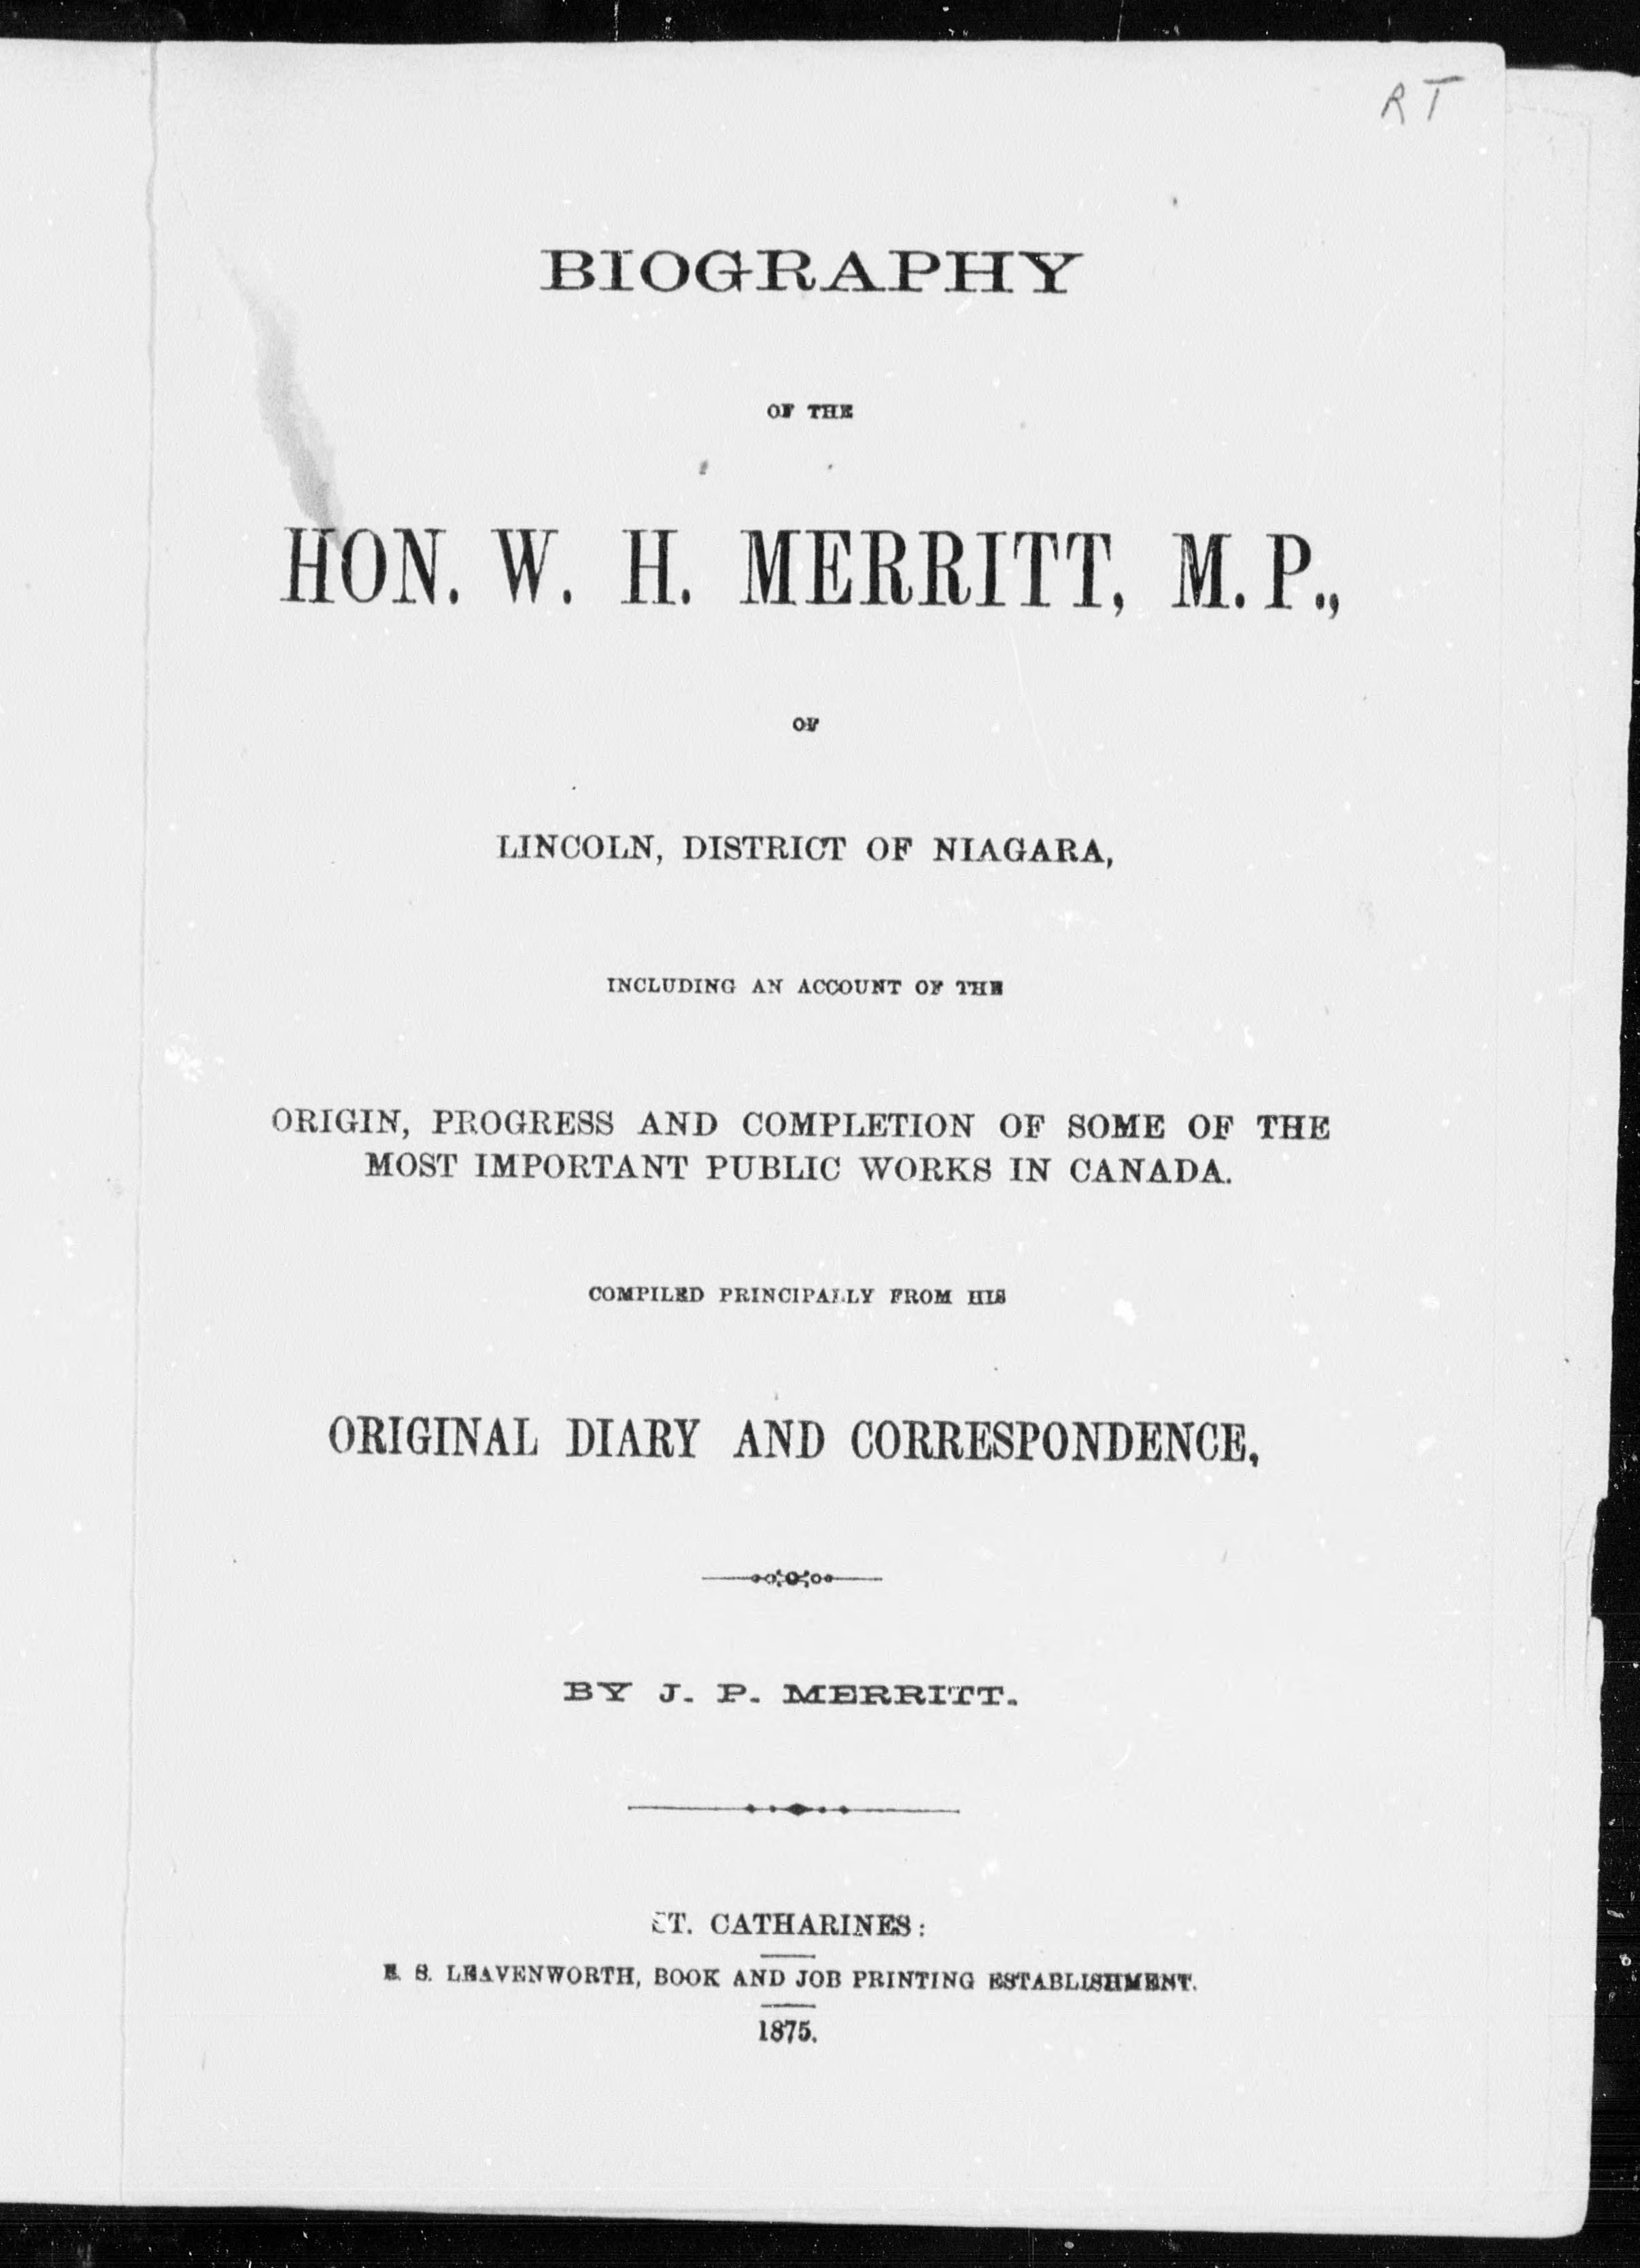 RT
BIOGRAPHY
OF THE
HON. W. H. MERRITT, M. P.,
OF
LINCOLN, DISTRICT OF NIAGARA,
INCLUDING AN ACCOUNT OF THE
ORIGIN, PROGRESS AND COMPLETION OF SOME OF THE
MOST IMPORTANT PUBLIC WORKS IN CANADA.
COMPILED PRINCIPALLY FROM HIS
ORIGINAL DIARY AND CORRESPONDENCE,
BY J. P. MERRITT.
ST. CATHARINES:
E. S. LEAVENWORTH, BOOK AND JOB PRINTING ESTABLISHMENT.
1875.